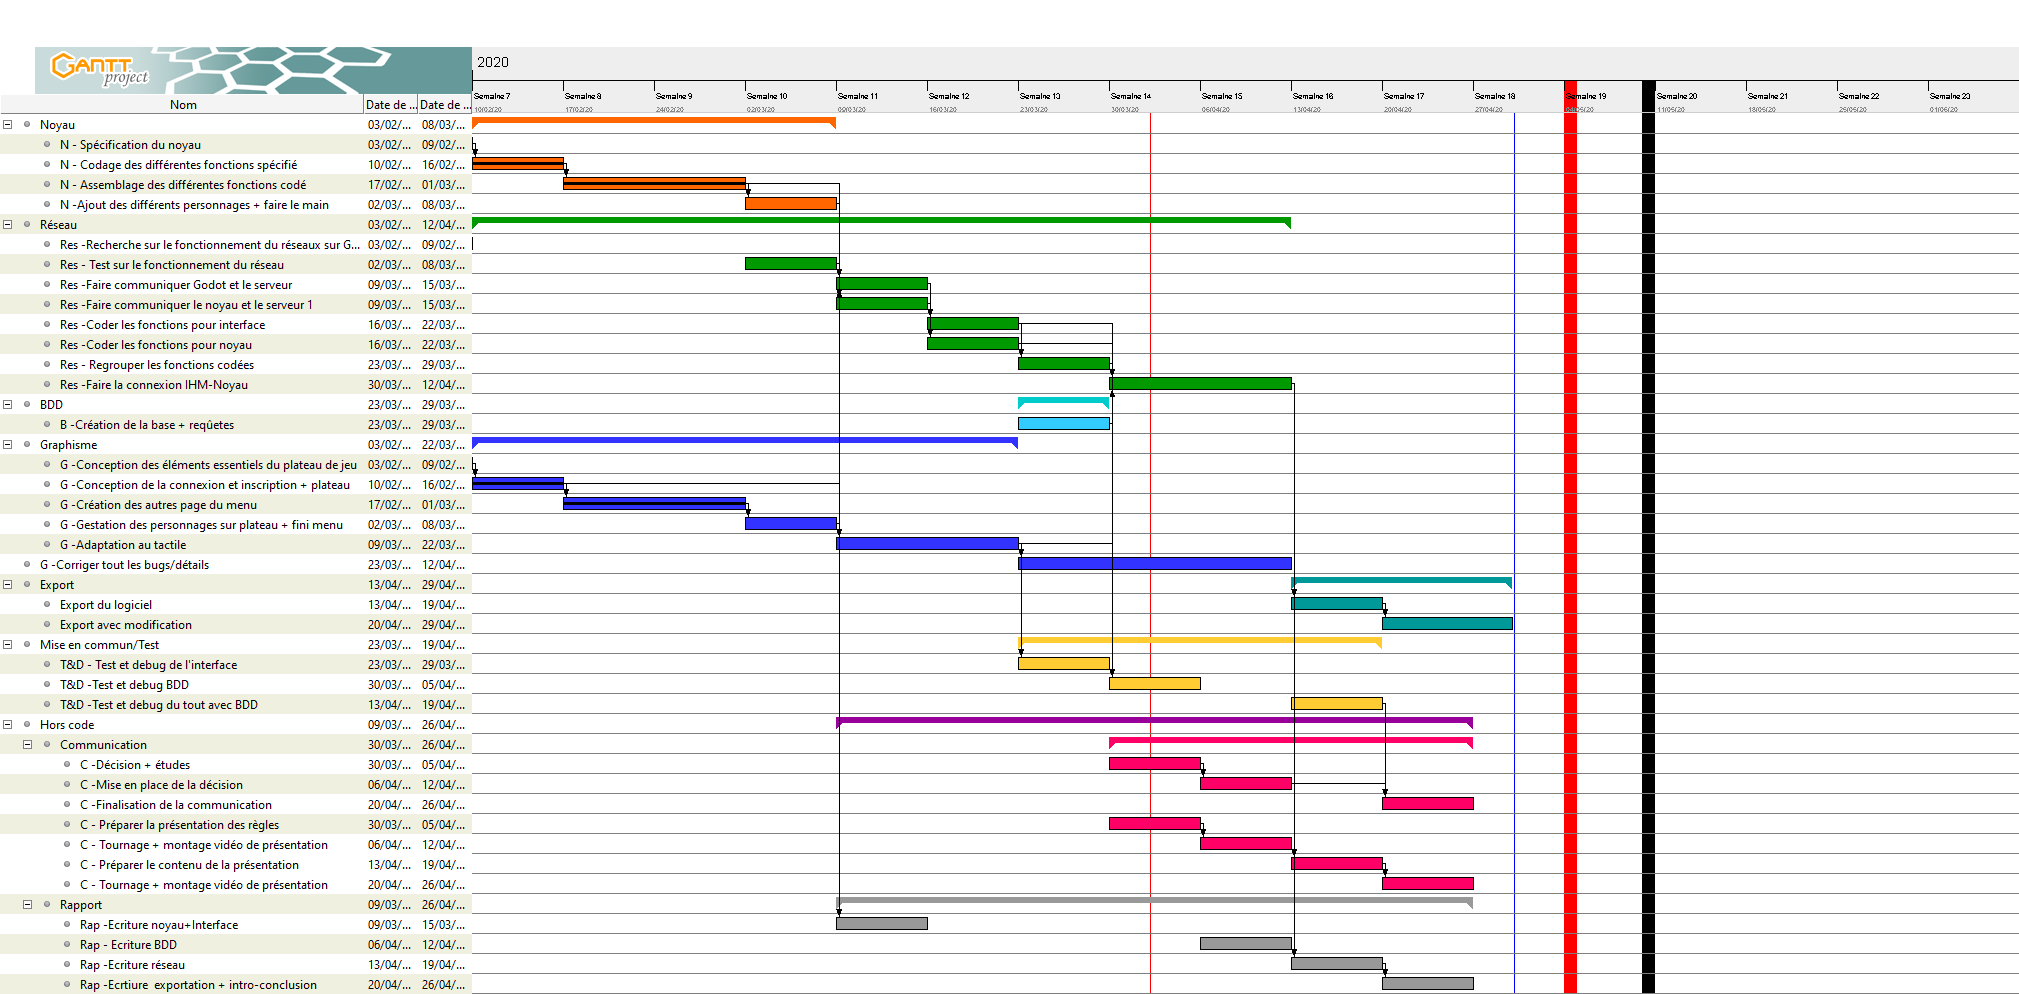 GANTT
project
2020
Nom Date de ... Date de ...
Semaine 7 Semaine 8 Semaine 9 Semaine 10 Semaine 11 Semaine 12 Semaine 13 Semaine 14 Semaine 15 Semaine 16 Semaine 17 Semaine 18 Semaine 19 Semaine 20 Semaine 21 Semaine 22 Semaine 23
10/02/20 17/02/20 24/02/20 02/03/20 09/03/20 16/03/20 23/03/20 30/03/20 06/04/20 13/04/20 20/04/20 27/04/20 11/05/20 18/05/20 25/05/20 01/06/20
Noyau 03/02/... 08/03/...
N - Spécification du noyau 03/02/... 09/02/...
N - Codage des différentes fonctions spécifié 10/02/... 16/02/...
N - Assemblage des différentes fonctions codé 17/02/... 01/03/...
N -Ajout des différents personnages + faire le main 02/03/... 08/03/...
Réseau 03/02/... 12/04/...
Res -Recherche sur le fonctionnement du réseaux sur G... 03/02/... 09/02/...
Res - Test sur le fonctionnement du réseau 02/03/... 08/03/...
Res -Faire communiquer Godot et le serveur 09/03/... 15/03/...
Res -Faire communiquer le noyau et le serveur 1 09/03/... 15/03/...
Res -Coder les fonctions pour interface 16/03/... 22/03/...
Res -Coder les fonctions pour noyau 16/03/... 22/03/...
Res - Regrouper les fonctions codées 23/03/... 29/03/...
Res -Faire la connexion IHM-Noyau 30/03/... 12/04/...
BDD 23/03/... 29/03/...
B -Création de la base + reqûetes 23/03/... 29/03/...
Graphisme 03/02/... 22/03/...
G -Conception des éléments essentiels du plateau de jeu 03/02/... 09/02/...
G -Conception de la connexion et inscription + plateau 10/02/... 16/02/...
G -Création des autres page du menu 17/02/... 01/03/...
G -Gestation des personnages sur plateau + fini menu 02/03/... 08/03/...
G -Adaptation au tactile 09/03/... 22/03/...
G -Corriger tout les bugs/détails 23/03/... 12/04/...
Export 13/04/... 29/04/...
Export du logiciel 13/04/... 19/04/...
Export avec modification 20/04/... 29/04/...
Mise en commun/Test 23/03/... 19/04/...
T&D - Test et debug de l'interface 23/03/... 29/03/...
T&D -Test et debug BDD 30/03/... 05/04/...
T&D -Test et debug du tout avec BDD 13/04/... 19/04/...
Hors code 09/03/... 26/04/...
Communication 30/03/... 26/04/...
C -Décision + études 30/03/... 05/04/...
C -Mise en place de la décision 06/04/... 12/04/...
C -Finalisation de la communication 20/04/... 26/04/...
C - Préparer la présentation des règles 30/03/... 05/04/...
C - Tournage + montage vidéo de présentation 06/04/... 12/04/...
C - Préparer le contenu de la présentation 13/04/... 19/04/...
C - Tournage + montage vidéo de présentation 20/04/... 26/04/...
Rapport 09/03/... 26/04/...
Rap -Ecriture noyau+Interface 09/03/... 15/03/...
Rap - Ecriture BDD 06/04/... 12/04/...
Rap -Ecriture réseau 13/04/... 19/04/...
Rap -Ecrtiure exportation + intro-conclusion 20/04/... 26/04/...